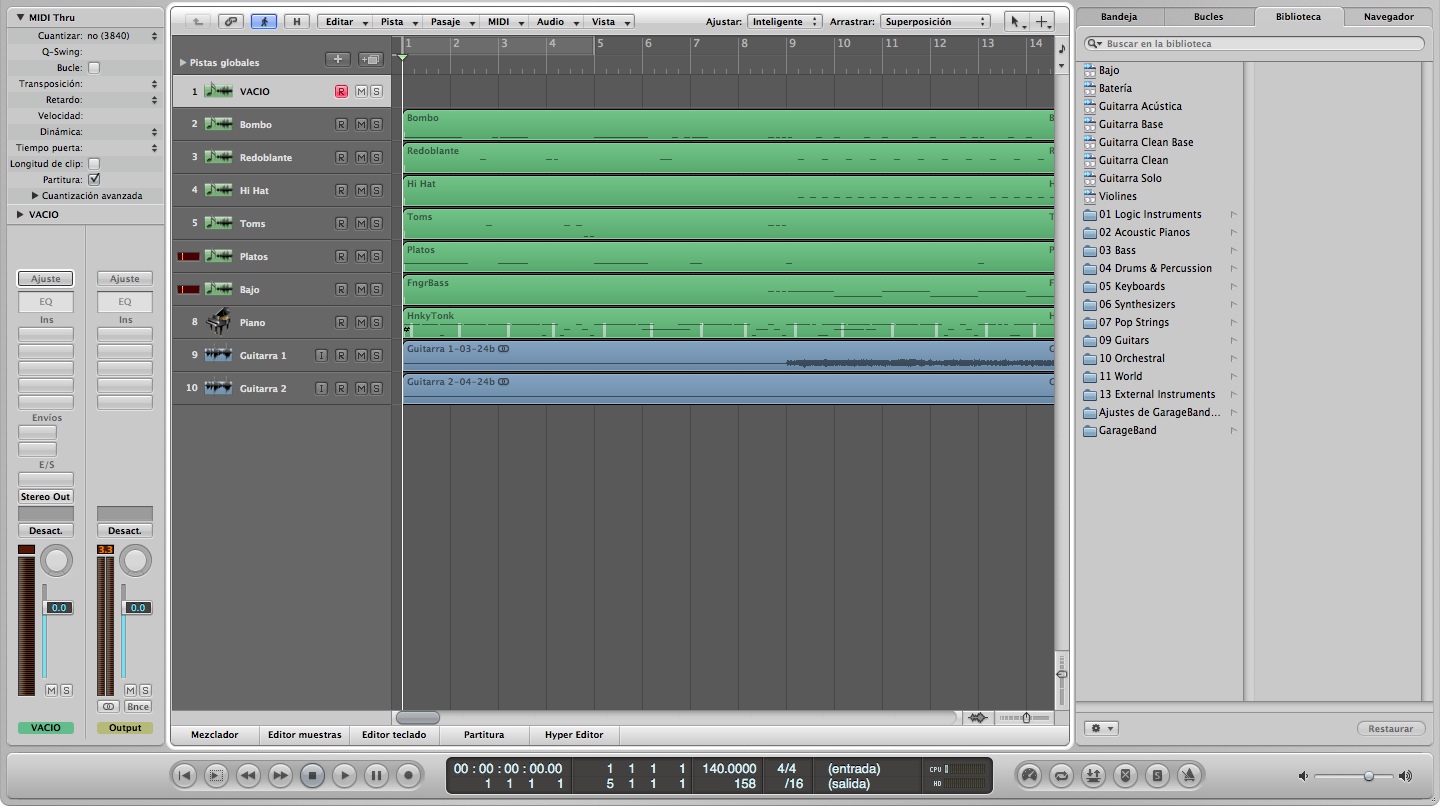 MIDI Thru
Cuantizar: no (3840)
Q-Swing:
Bucle:
Transposición:
Retardo:
Velocidad:
Dinámica:
Tiempo puerta:
Longitud de clip:
Partitura:
Cuantización avanzada
VACIO
Ajuste Ajuste
EQ EQ
Ins Ins
Envíos
E/S
Stereo Out
Desact. Desact.
3.3
0.0 0.0
M S M S
Bnce
VACIO Output
H Editar Pista Pasaje MIDI Audio Vista Ajustar: Inteligente Arrastrar: Superposición
1 2 3 4 5 6 7 8 9 10 11 12 13 14
Pistas globales
1 VACIO R M S
2 Bombo R M S
3 Redoblante R M S
4 Hi Hat R M S
5 Toms R M S
Platos R M S
Bajo R M S
8 Piano R M S
9 Guitarra 1 I R M S
10 Guitarra 2 I R M S
Bombo B
Redoblante R
Hi Hat H
Toms T
Platos P
FngrBass F
HnkyTonk H
Guitarra 1-03-24b
Guitarra 2-04-24b
Mezclador Editor muestras Editor teclado Partitura Hyper Editor
Bandeja Bucles Biblioteca Navegador
Buscar en la biblioteca
Bajo
Batería
Guitarra Acústica
Guitarra Base
Guitarra Clean Base
Guitarra Clean
Guitarra Solo
Violines
01 Logic Instruments
02 Acoustic Pianos
03 Bass
04 Drums & Percussion
05 Keyboards
06 Synthesizers
07 Pop Strings
09 Guitars
10 Orchestral
11 World
13 External Instruments
Ajustes de GarageBand...
GarageBand
Restaurar
00 : 00 : 00 : 00.00 1 1 1 1 140.0000 4/4 (entrada) CPU
1 1 1 1 5 1 1 1 158 /16 (salida) HD
S